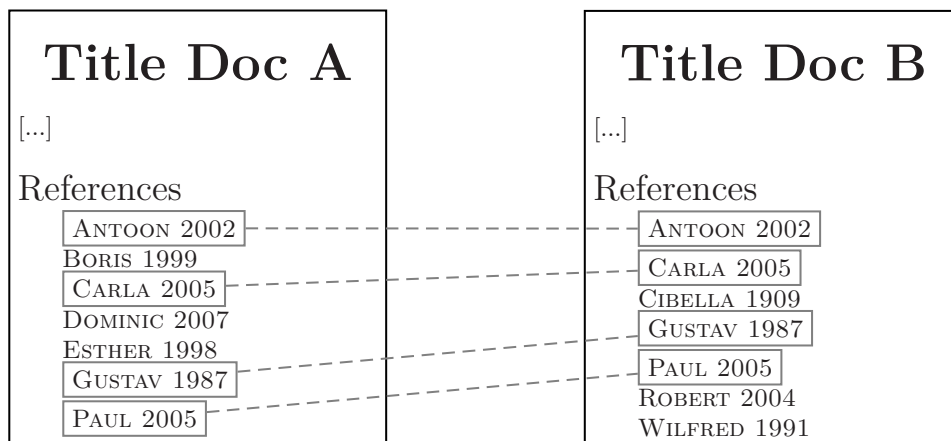 Title Doc A
[...]
References
Antoon 2002
Boris 1999
Carla 2005
Dominic 2007
Esther 1998
Gustav 1987
Paul 2005
Title Doc B
[...]
References
Antoon 2002
Carla 2005
Cibella 1909
Gustav 1987
Paul 2005
Robert 2004
Wilfred 1991